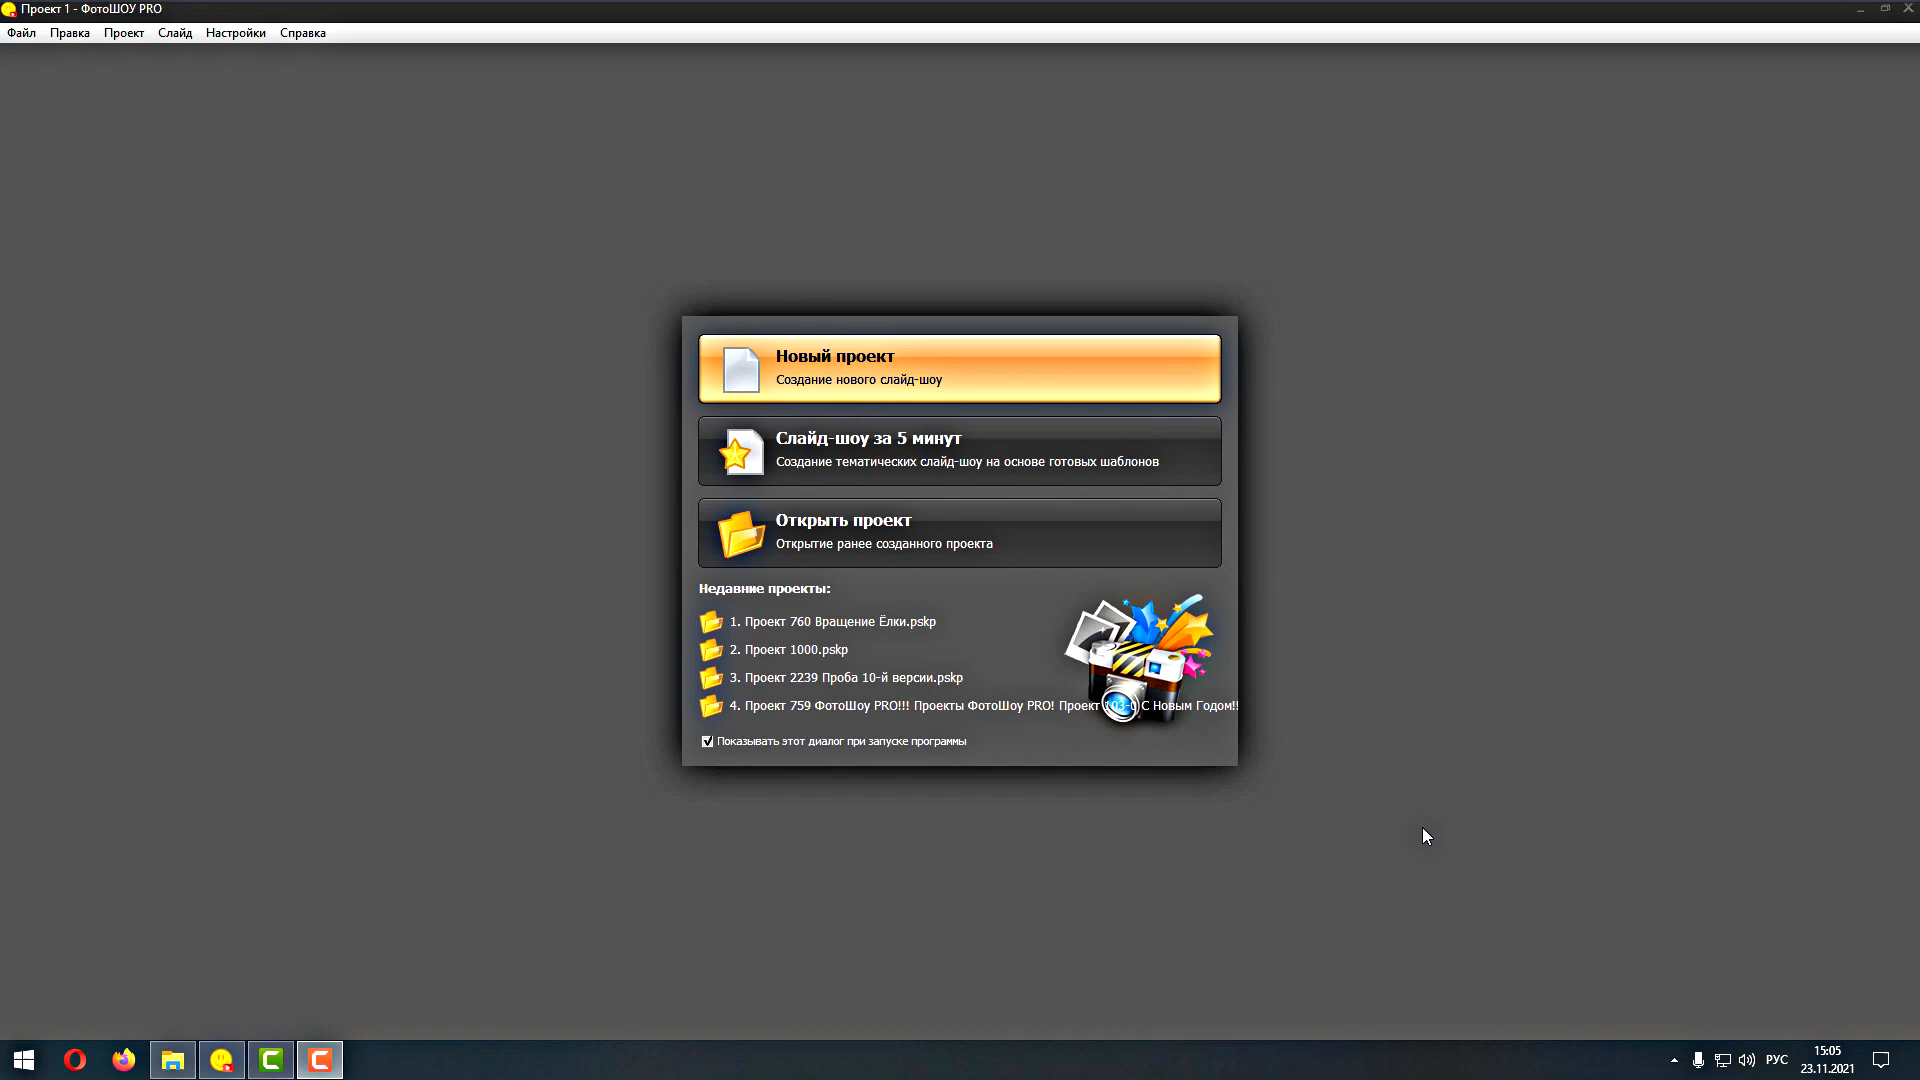 Проект 1 - ФотоШОУ PRO
Файл Правка Проект Слайд Настройки Справка
Новый проект
Создание нового слайд-шоу
Слайд-шоу за 5 минут
Создание тематических слайд-шоу на основе готовых шаблонов
Открыть проект
Открытие ранее созданного проекта
Недавние проекты:
1. Проект 760 Вращение Ёлки.pskp
2. Проект 1000.pskp
3. Проект 2239 Проба 10-й версии.pskp
4. Проект 759 ФотоШоу PRO!!! Проекты ФотоШоу PRO! Проект 103-0 С Новым Годом!!
Показывать этот диалог при запуске программы
РУС
15:05
23.11.2021